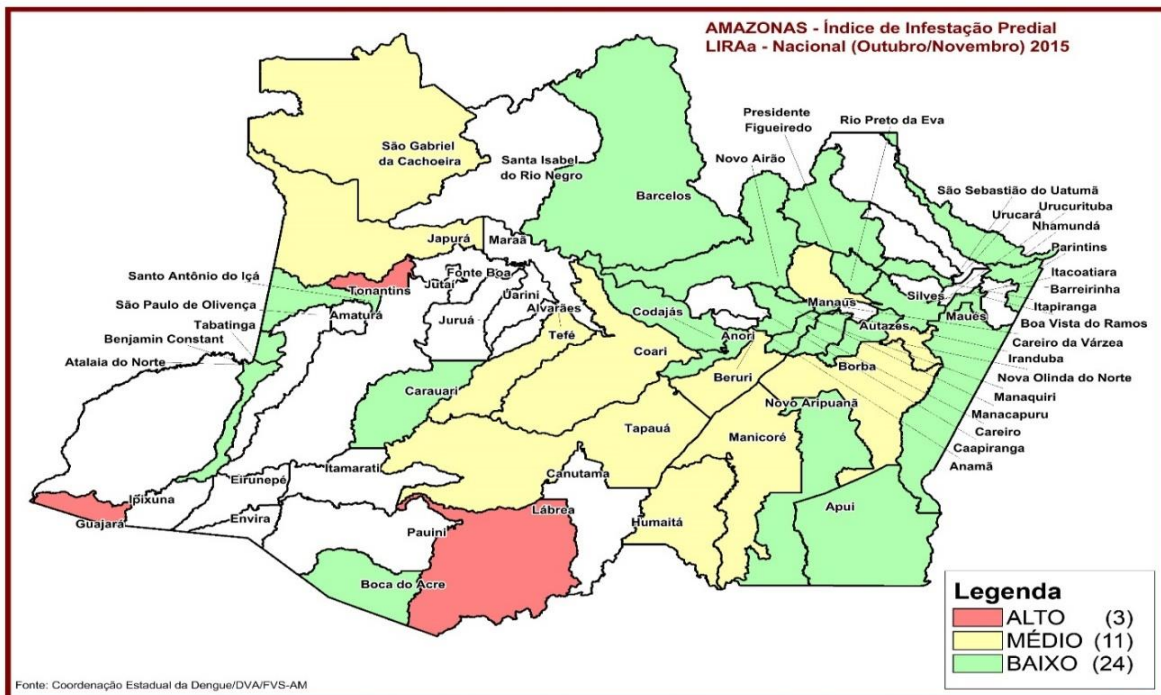 AMAZONAS - Índice de Infestação Predial
LIRAa - Nacional (Outubro/Novembro) 2015
Presidente
Figueiredo
Rio Preto da Eva
Novo Airão
São Gabriel
da Cachoeira
Santa Isabel
do Rio Negro
Barcelos
São Sebastião do Uatumã
Urucurituba
Urucará
Nhamundá
Parintins
Japurá
Maraã
Santo Antônio do Içá
Tonantins
Jutaí
Fonte Boa
Uarini
Alvarães
Itacoatiara
Barreirinha
Silves
Itapiranga
São Paulo de Olivença
Amaturá
Juruá
Tefé
Codajás
Manaus
Maués
Boa Vista do Ramos
Tabatinga
Benjamin Constant
Atalaia do Norte
Coari
Anori
Autazes
Careiro da Várzea
Iranduba
Carauari
Beruri
Borba
Nova Olinda do Norte
Manaquiri
Manacapuru
Novo Aripuanã
Careiro
Tapauá
Manicoré
Caapiranga
Anamã
Itamarati
Canutama
Eirunepé
Ipixuna
Guajará
Envira
Pauini
Lábrea
Humaitá
Apui
Boca do Acre
Legenda
ALTO (3)
MÉDIO (11)
BAIXO (24)
Fonte: Coordenação Estadual da Dengue/DVA/FVS-AM